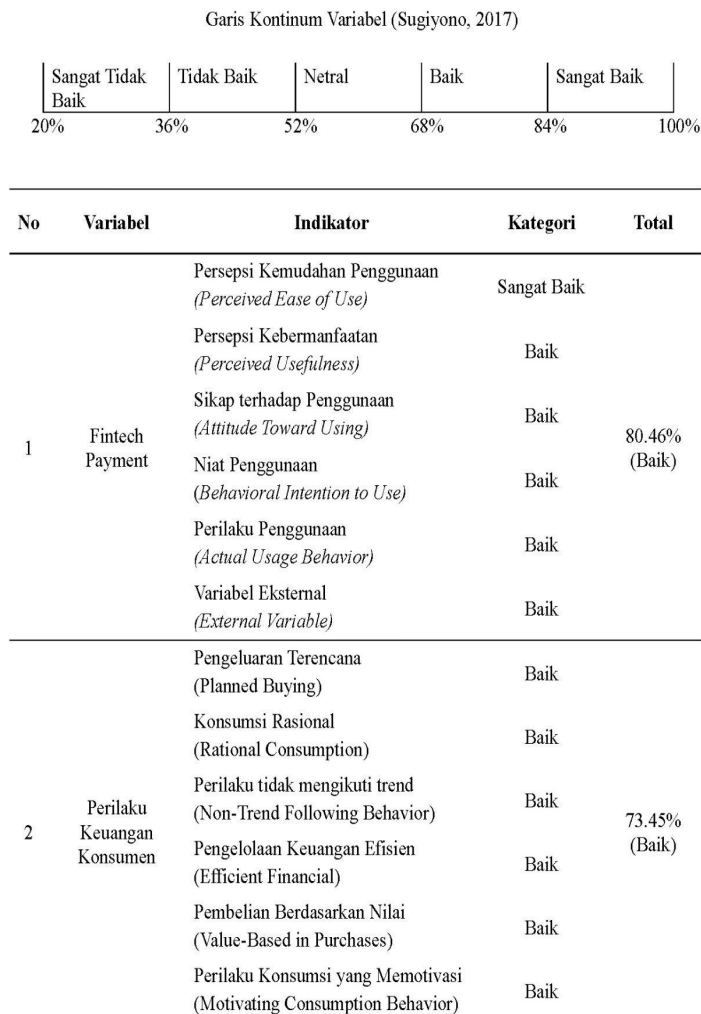 Garis Kontinum Variabel (Sugiyono, 2017)
Sangat Tidak Baik
Tidak Baik
Netral
Baik
Sangat Baik
20% 36% 52% 68% 84% 100%
No Variabel Indikator Kategori Total
1
Fintech
Payment
Persepsi Kemudahan Penggunaan
(Perceived Ease of Use)
Sangat Baik
Persepsi Kebermanfaatan
(Perceived Usefulness)
Baik
Sikap terhadap Penggunaan
(Attitude Toward Using)
Baik
Niat Penggunaan
(Behavioral Intention to Use)
Baik
Perilaku Penggunaan
(Actual Usage Behavior)
Baik
Variabel Eksternal
(External Variable)
Baik
80.46%
(Baik)
2
Perilaku
Keuangan
Konsumen
Pengeluaran Terencana
(Planned Buying)
Baik
Konsumsi Rasional
(Rational Consumption)
Baik
Perilaku tidak mengikuti trend
(Non-Trend Following Behavior)
Baik
Pengelolaan Keuangan Efisien
(Efficient Financial)
Baik
Pembelian Berdasarkan Nilai
(Value-Based in Purchases)
Baik
Perilaku Konsumsi yang Memotivasi
(Motivating Consumption Behavior)
Baik
73.45%
(Baik)